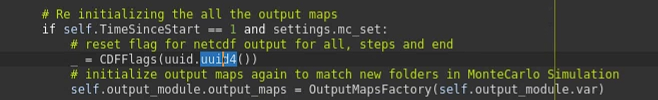 # Re initializing the all the output maps
if self.TimeSinceStart == 1 and settings.mc_set:
# reset flag for netcdf output for all, steps and end
_ = CDFFlags(uuid.uuid4())
# initialize output maps again to match new folders in MonteCarlo Simulation
self.output_module.output_maps = OutputMapsFactory(self.output_module.var)